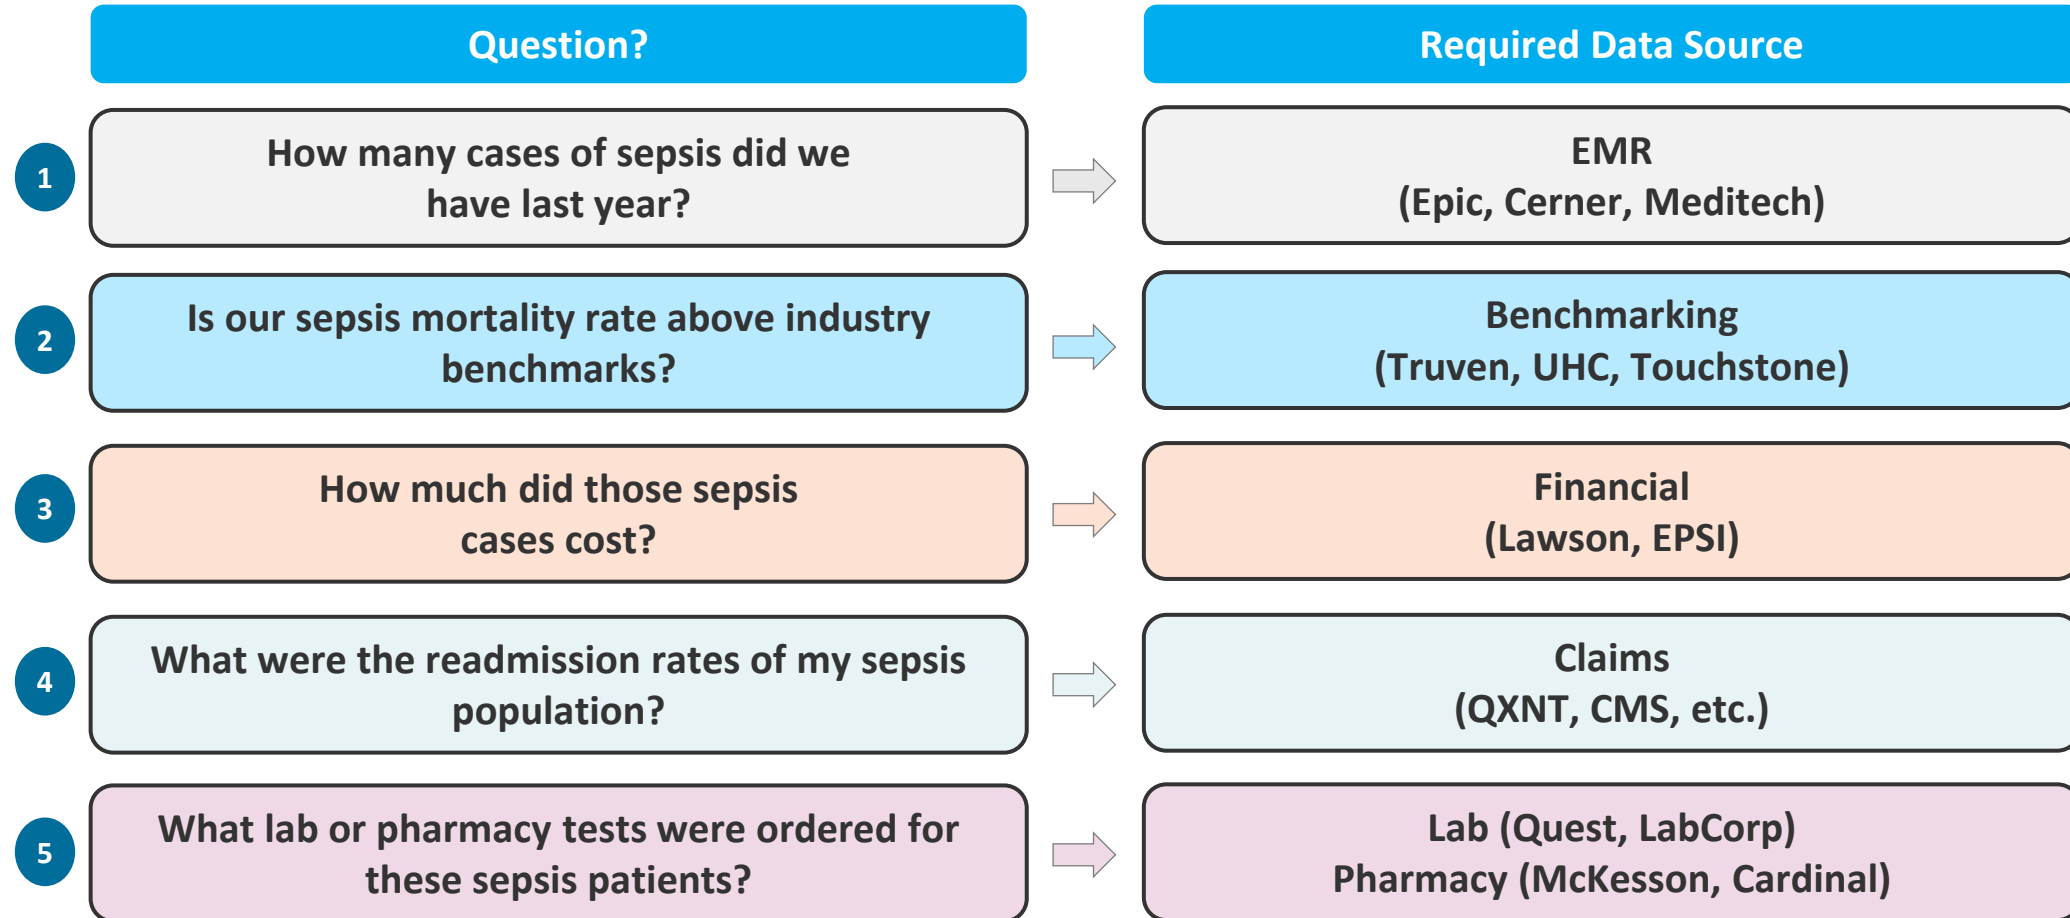 Question?
Required Data Source
1
How many cases of sepsis did we
have last year?
EMR
(Epic, Cerner, Meditech)
2
Is our sepsis mortality rate above industry
benchmarks?
Benchmarking
(Truven, UHC, Touchstone)
3
How much did those sepsis
cases cost?
Financial
(Lawson, EPSI)
4
What were the readmission rates of my sepsis
population?
Claims
(QXNT, CMS, etc.)
5
What lab or pharmacy tests were ordered for
these sepsis patients?
Lab (Quest, LabCorp)
Pharmacy (McKesson, Cardinal)